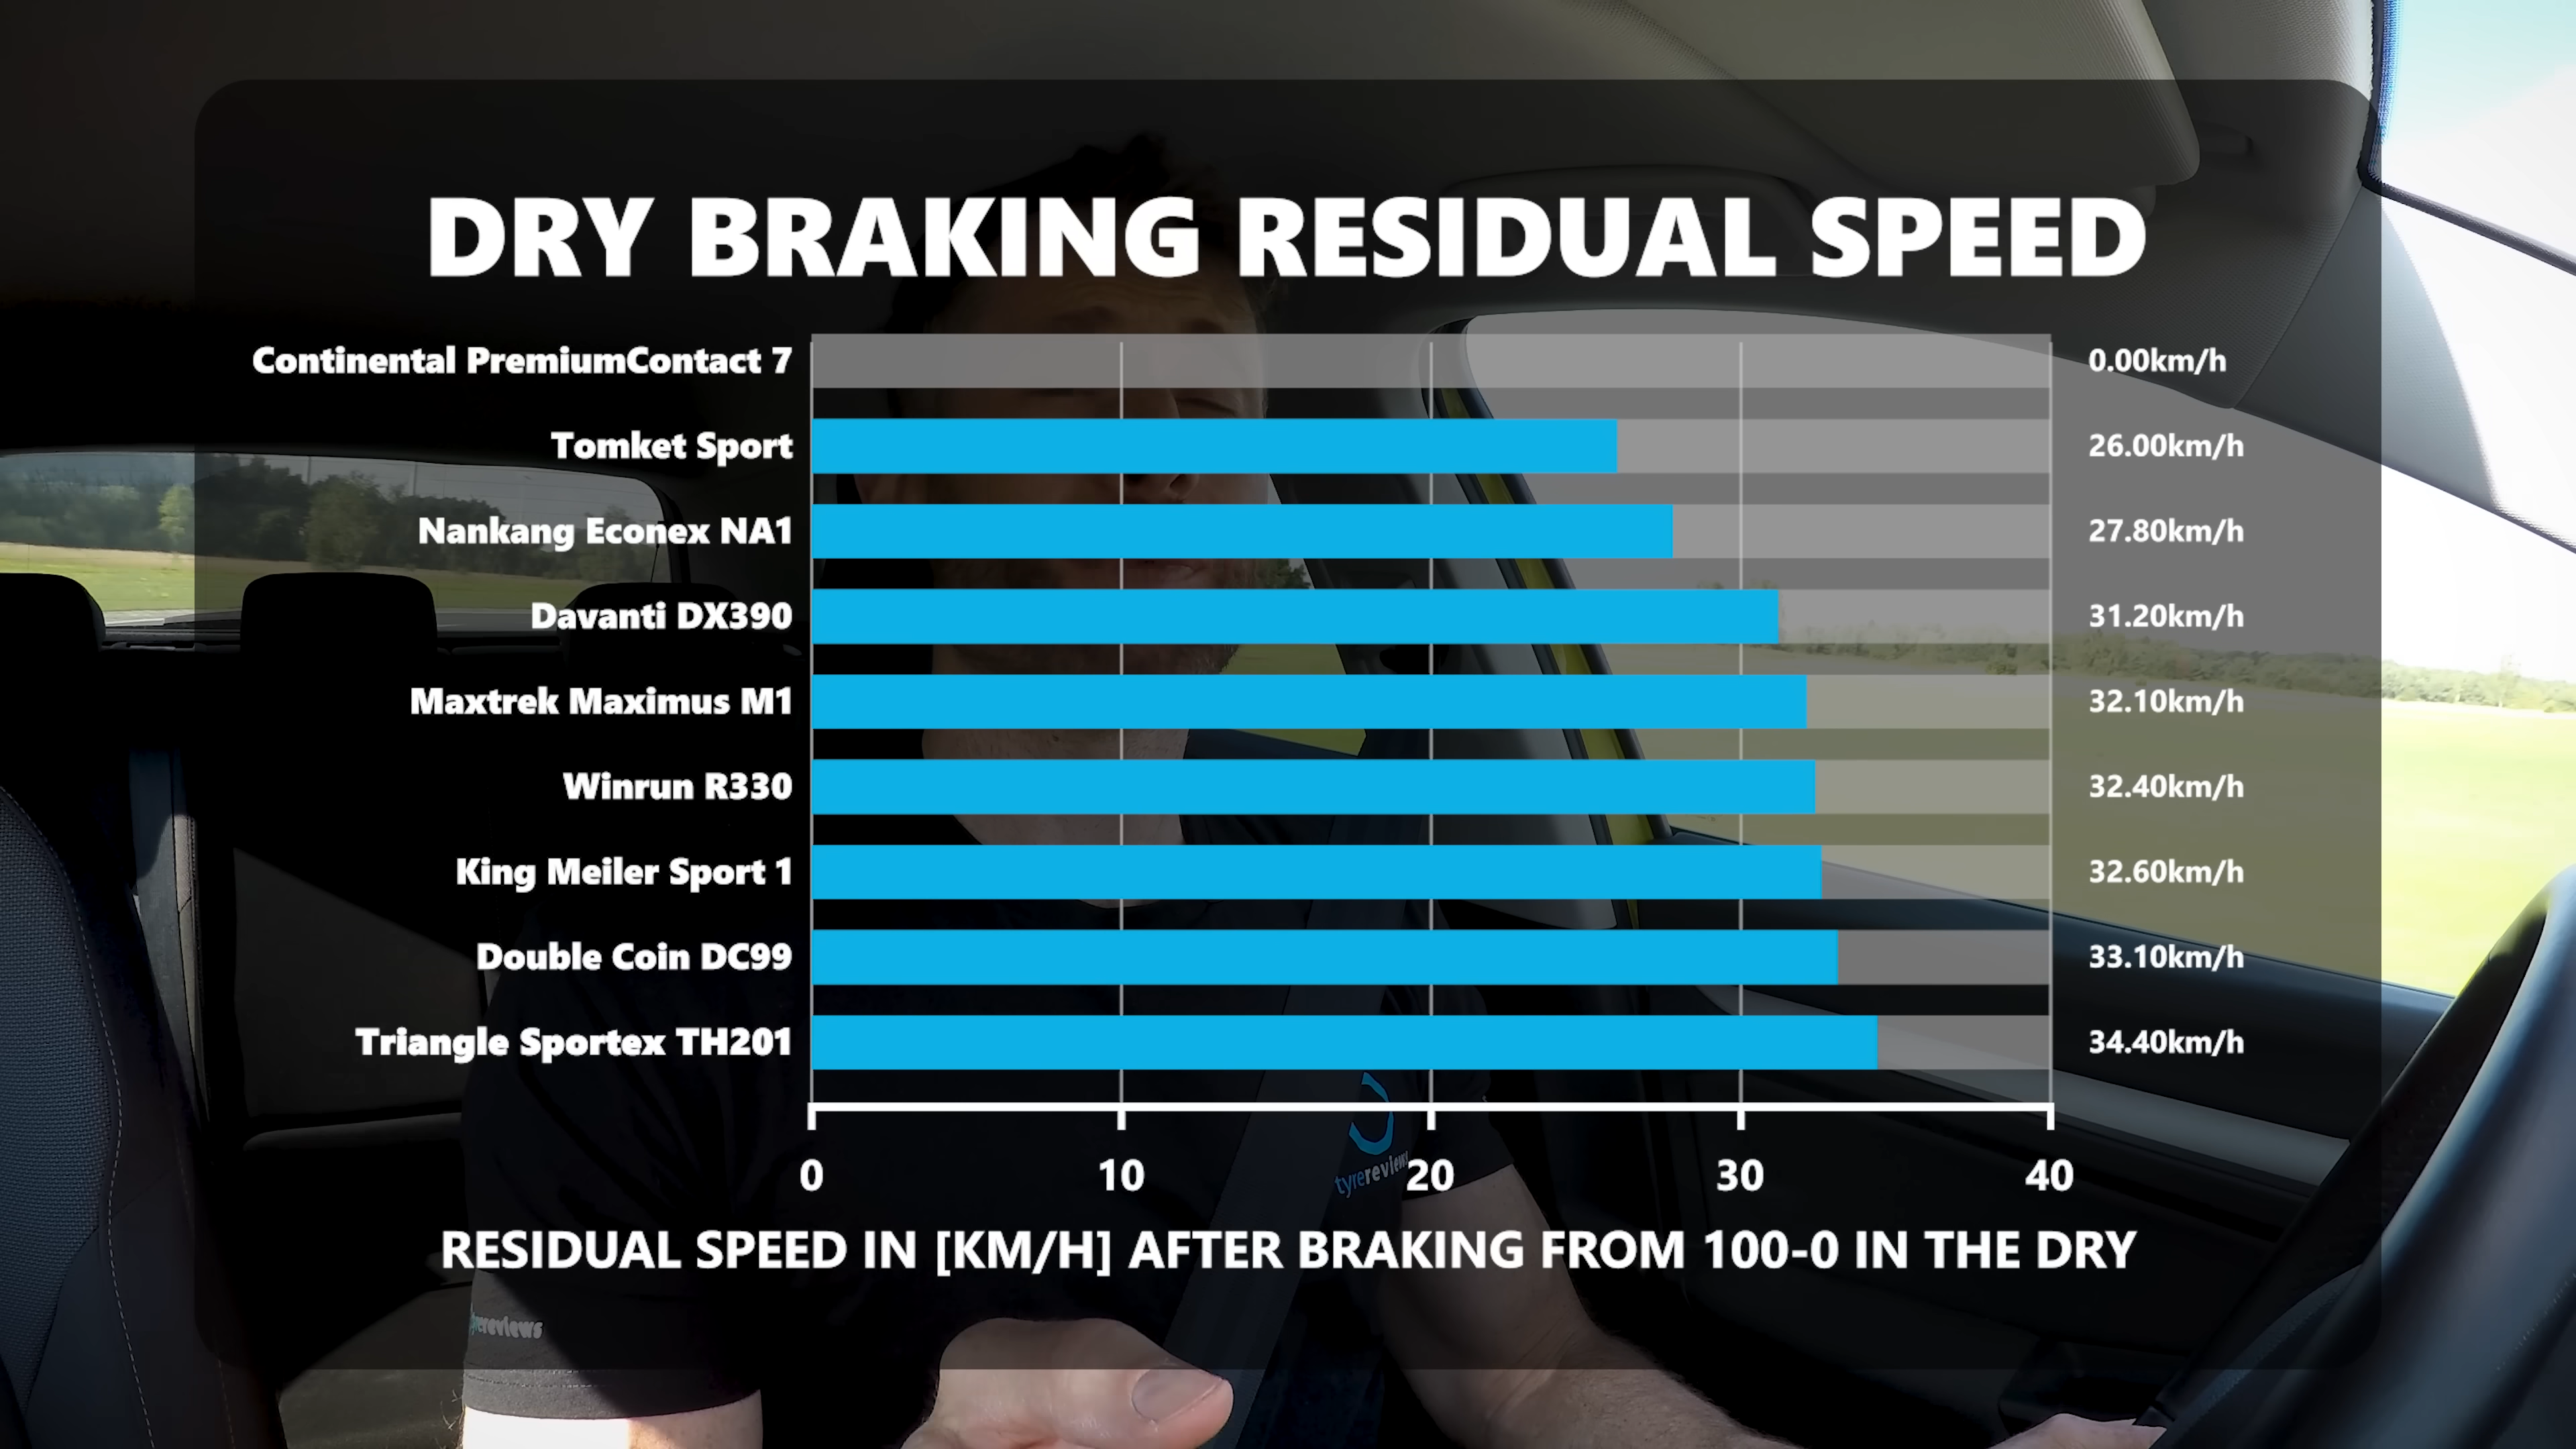 DRY BRAKING RESIDUAL SPEED
Continental PremiumContact 7 0.00km/h
Tomket Sport 26.00km/h
Nankang Econex NA1 27.80km/h
Davanti DX390 31.20km/h
Maxtrek Maximus M1 32.10km/h
Winrun R330 32.40km/h
King Meiler Sport 1 32.60km/h
Double Coin DC99 33.10km/h
Triangle Sportex TH201 34.40km/h
0 10 20 30 40
tyrereviews
RESIDUAL SPEED IN [KM/H] AFTER BRAKING FROM 100-0 IN THE DRY
tyrereviews